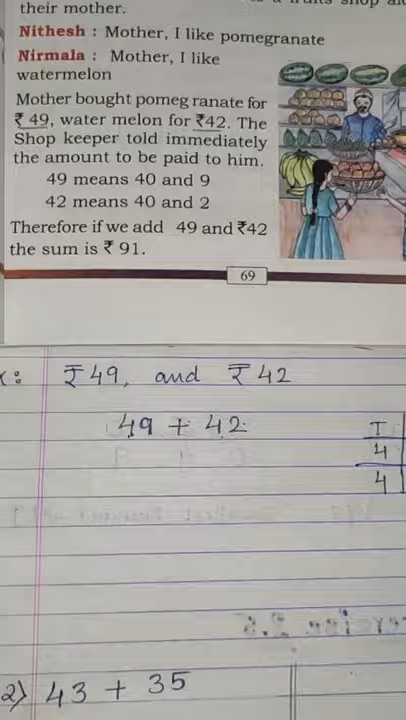 their mother.
Nithesh : Mother, I like pomegranate
Nirmala : Mother, I like
watermelon
Mother bought pomeg ranate for
₹ 49, water melon for ₹42. The
Shop keeper told immediately
the amount to be paid to him.
49 means 40 and 9
42 means 40 and 2
Therefore if we add 49 and ₹42
the sum is ₹ 91.
69
₹49, and ₹42
49 + 42
T
4
4
2) 43 + 35